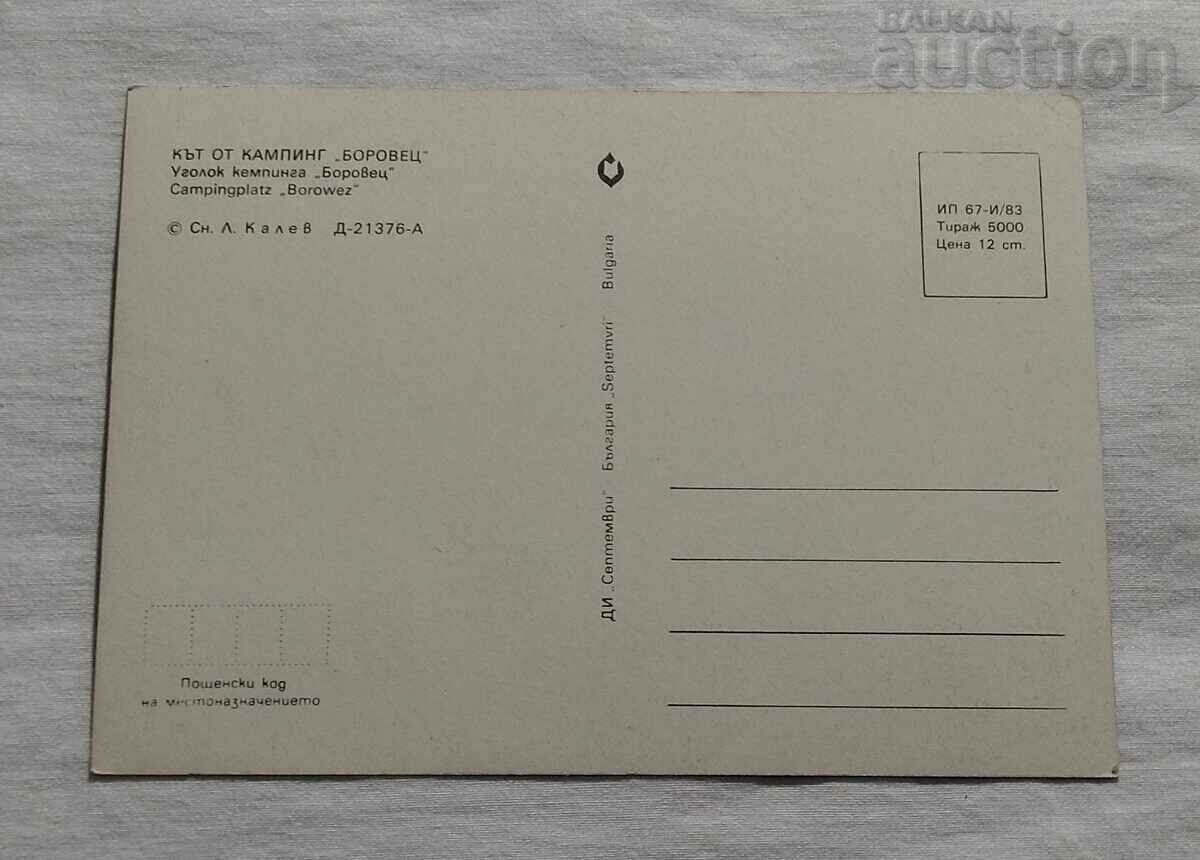 BALKAN
auction
КЪТ ОТ КАМПИНГ „БОРОВЕЦ"
Уголок кемпинга „Боровец"
Campingplatz „Borowez"
© Сн. Л. Калев Д-21376-А
ИП 67-И/83
Тираж 5000
Цена 12 ст.
ДИ „Септември" България „Septemvri" Bulgaria
Пощенски код
на местоназначението